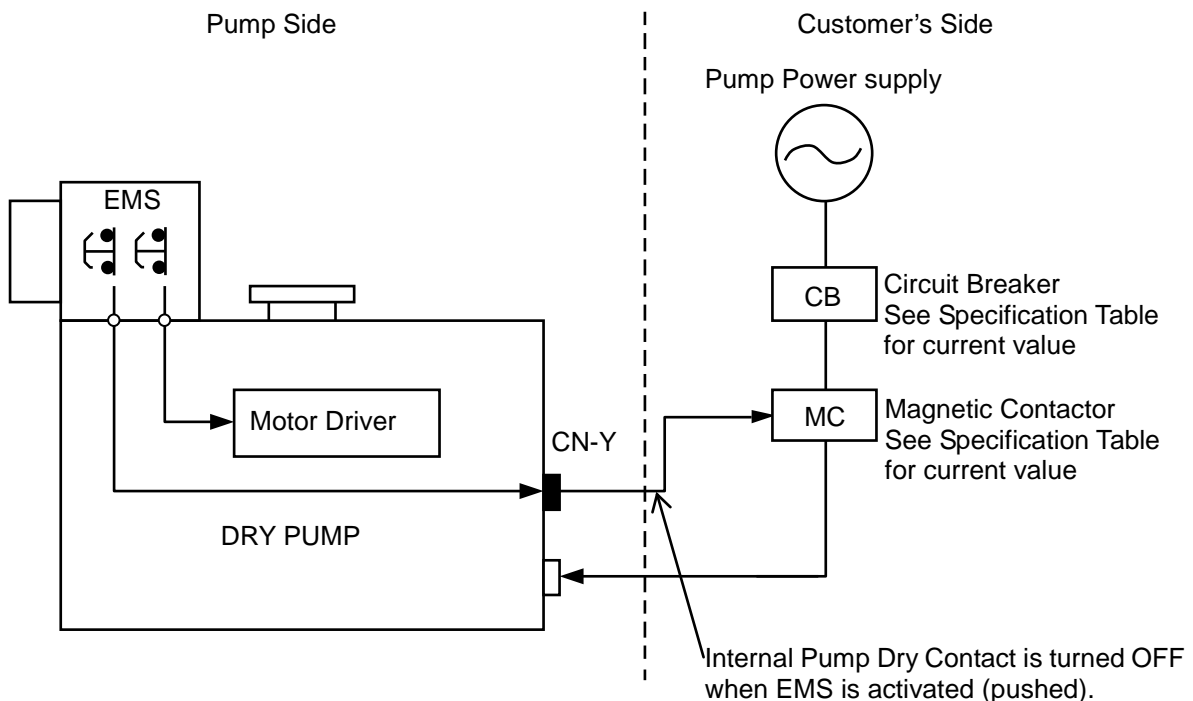 Pump Side
Customer’s Side
Pump Power supply
EMS
CB
Circuit Breaker
See Specification Table
for current value
Motor Driver
MC
Magnetic Contactor
See Specification Table
for current value
CN-Y
DRY PUMP
Internal Pump Dry Contact is turned OFF
when EMS is activated (pushed).